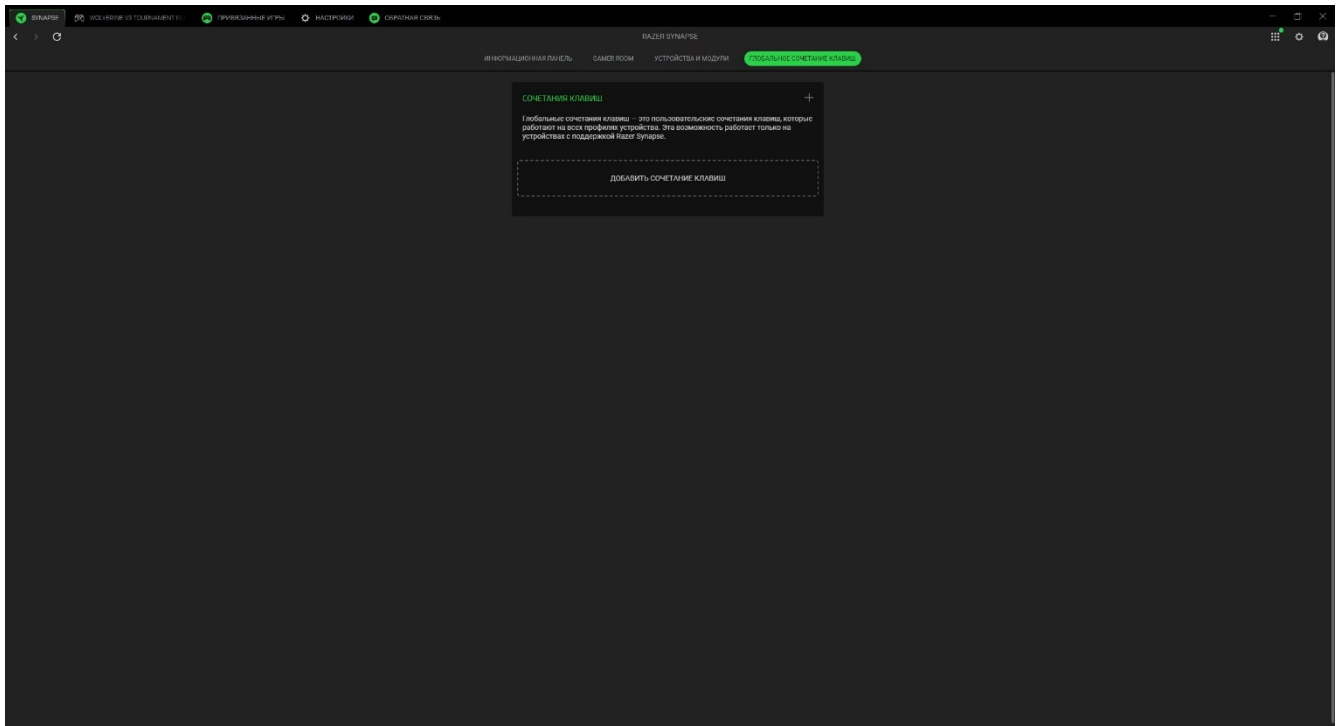 SYNAPSE
WOLVERINE V3 TOURNAMENT
ПРИВЯЗАННЫЕ ИГРЫ
НАСТРОЙКИ
ОБРАТНАЯ СВЯЗЬ
RAZER SYNAPSE
ИНФОРМАЦИОННАЯ ПАНЕЛЬ
GAMER ROOM
УСТРОЙСТВА И МОДУЛИ
ГЛОБАЛЬНОЕ СОЧЕТАНИЕ КЛАВИШ
СОЧЕТАНИЯ КЛАВИШ
Глобальные сочетания клавиш – это пользовательские сочетания клавиш, которые
работают на всех профилях устройства. Эта возможность работает только на
устройствах с поддержкой Razer Synapse.
ДОБАВИТЬ СОЧЕТАНИЕ КЛАВИШ